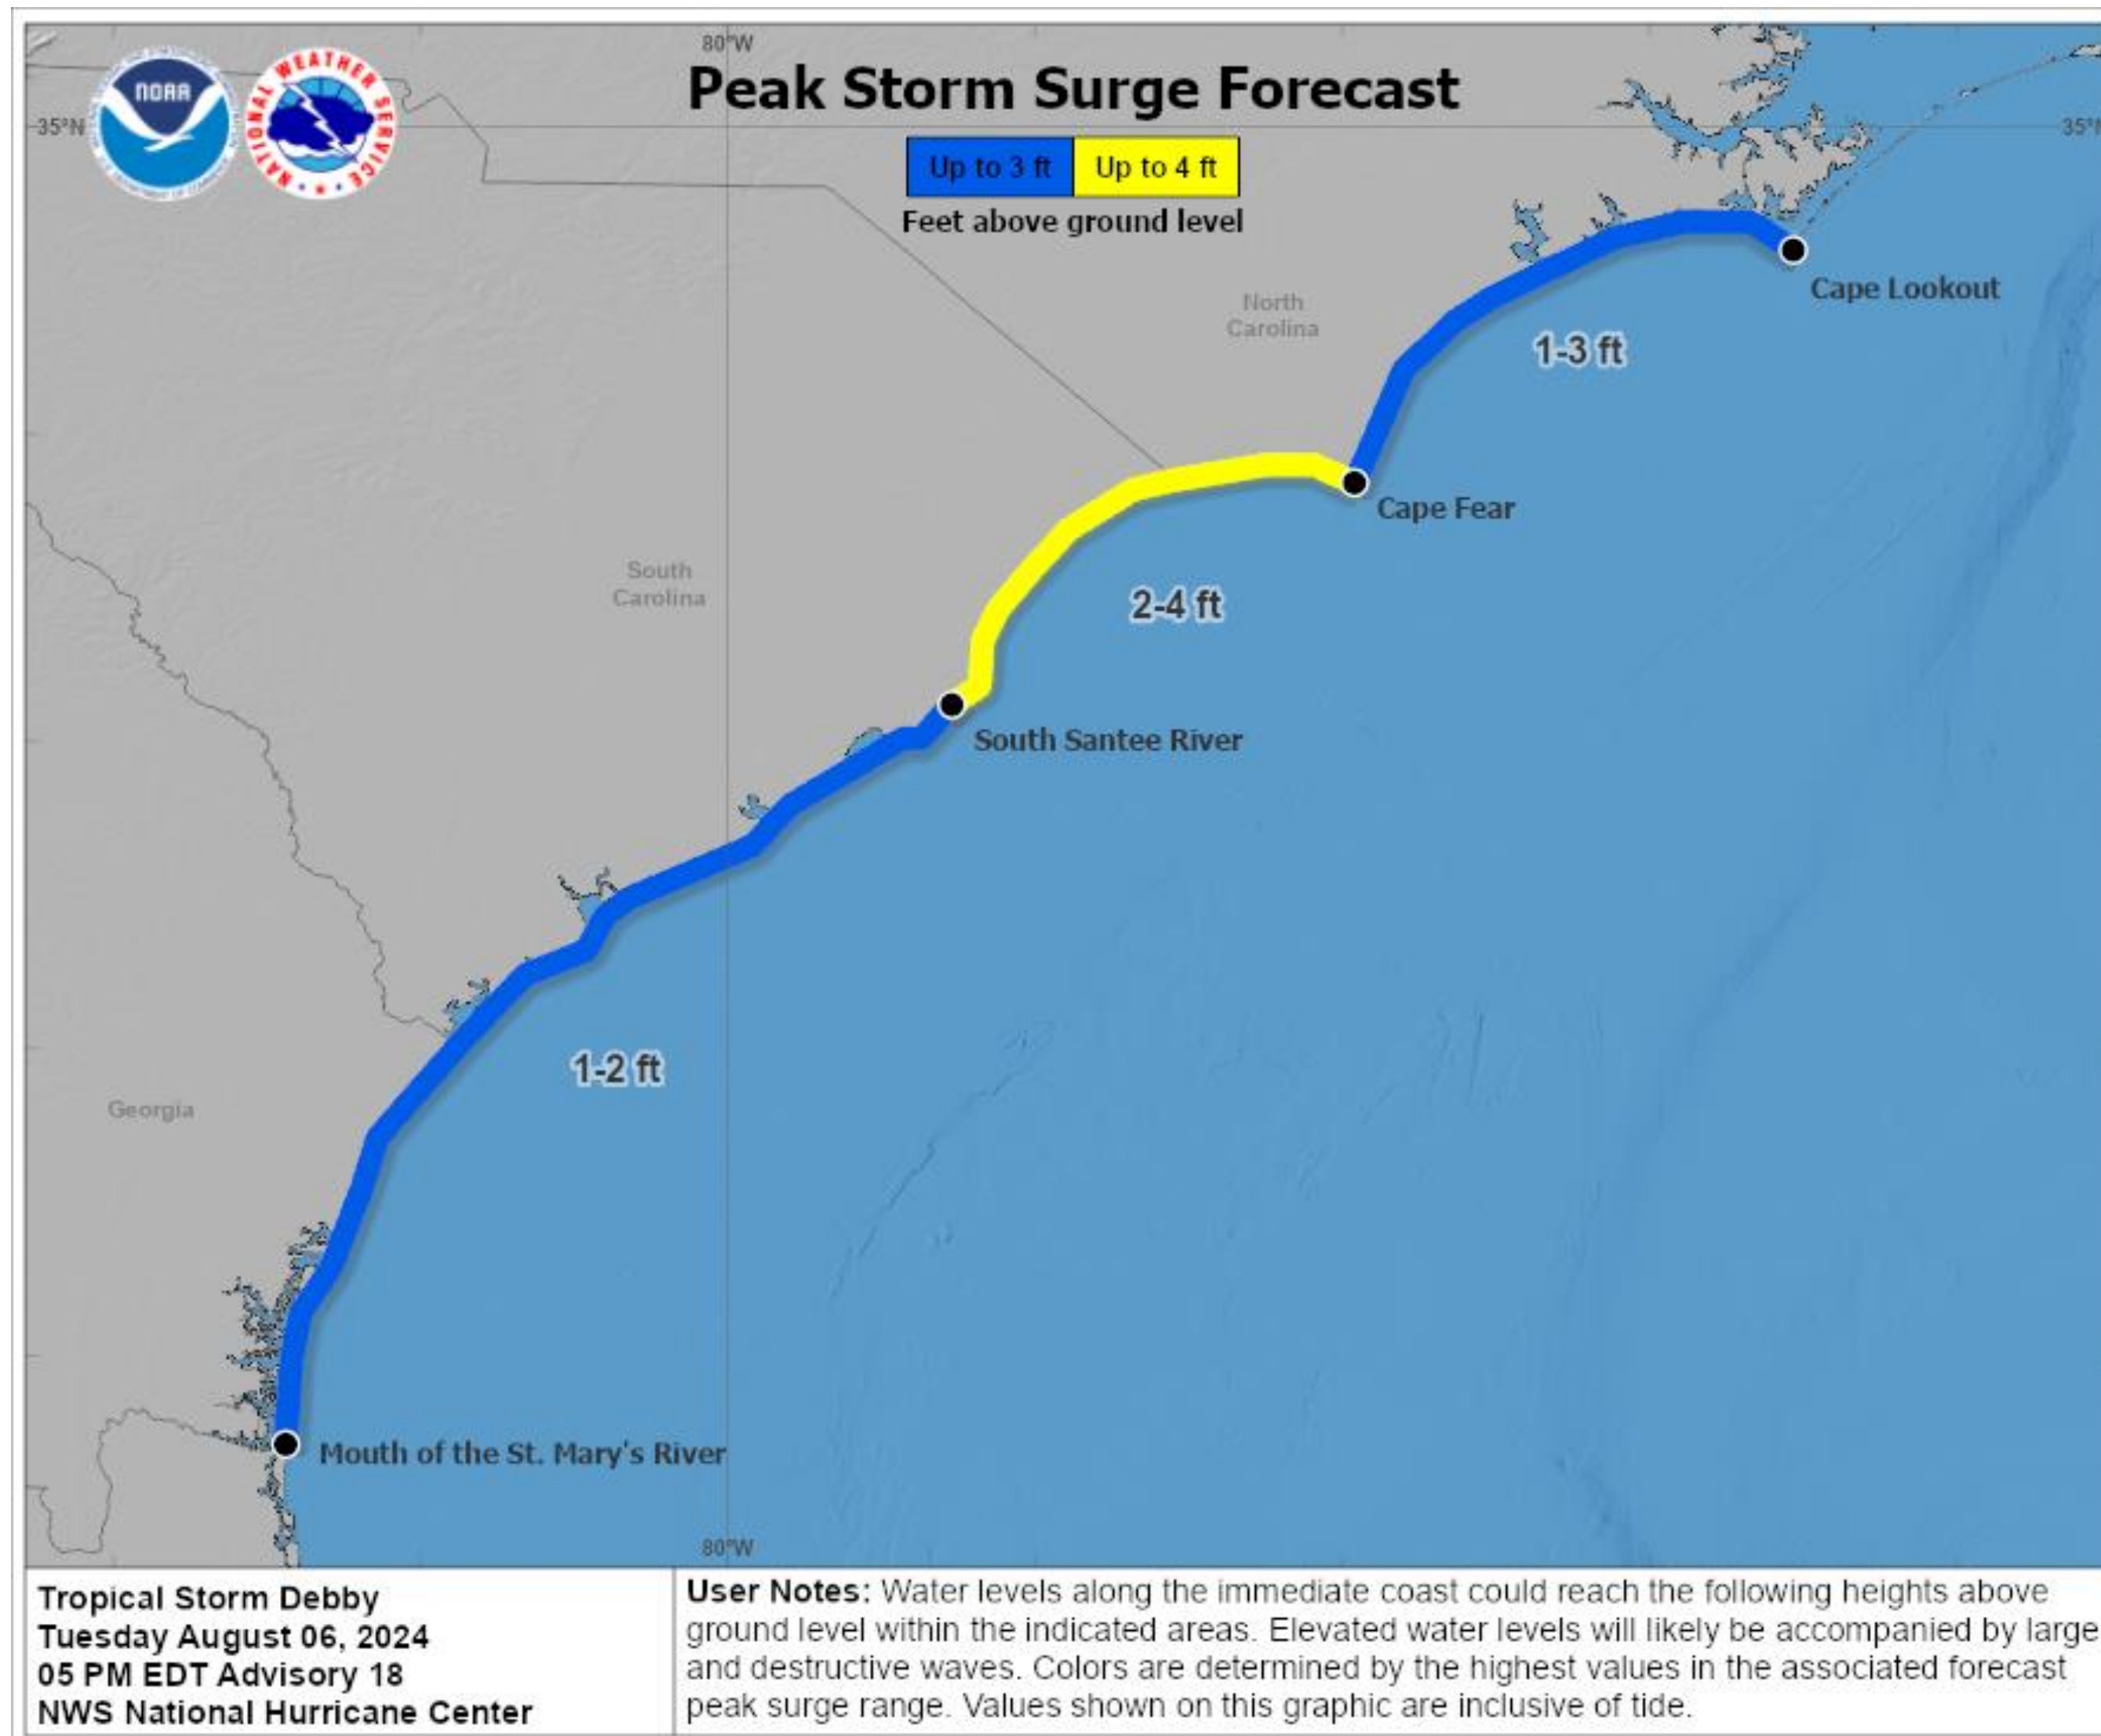 80°W
Peak Storm Surge Forecast
NOAA
NATIONAL WEATHER SERVICE
35°N
35°N
Up to 3 ft
Up to 4 ft
Feet above ground level
Cape Lookout
North
Carolina
1-3 ft
Cape Fear
South
Carolina
2-4 ft
South Santee River
1-2 ft
Georgia
Mouth of the St. Mary's River
80°W
Tropical Storm Debby
Tuesday August 06, 2024
05 PM EDT Advisory 18
NWS National Hurricane Center
User Notes: Water levels along the immediate coast could reach the following heights above
ground level within the indicated areas. Elevated water levels will likely be accompanied by large
and destructive waves. Colors are determined by the highest values in the associated forecast
peak surge range. Values shown on this graphic are inclusive of tide.